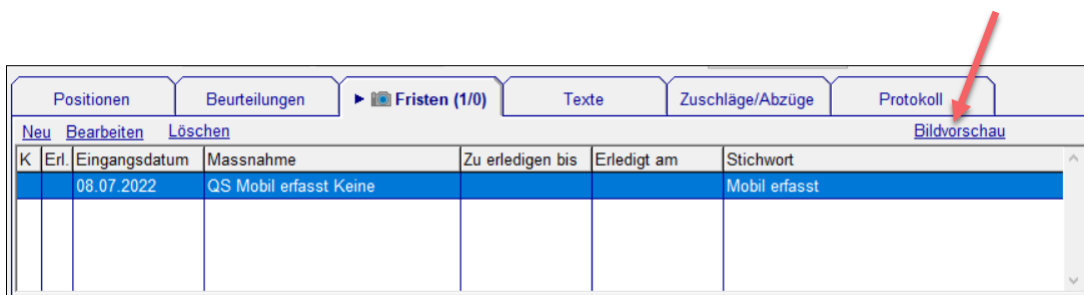 Positionen Beurteilungen Fristen (1/0) Texte Zuschläge/Abzüge Protokoll
Neu Bearbeiten Löschen Bildvorschau
K Erl. Eingangsdatum Massnahme Zu erledigen bis Erledigt am Stichwort
08.07.2022 QS Mobil erfasst Keine Mobil erfasst